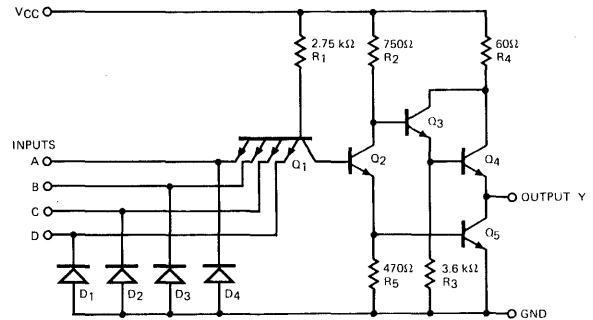 VCC
2.75 kΩ
R1
750Ω
R2
60Ω
R4
Q3
INPUTS
A
Q1
Q2
Q4
B
OUTPUT Y
C
Q5
D
D1
D2
D3
D4
470Ω
R5
3.6 kΩ
R3
GND